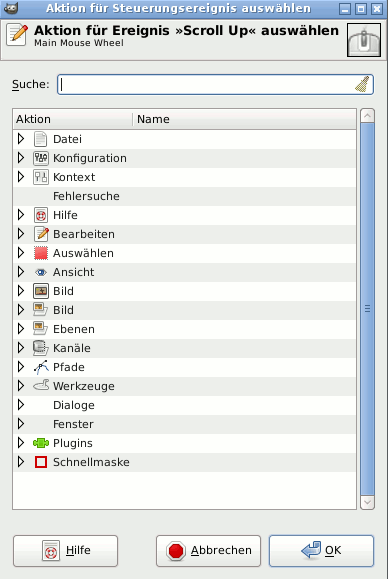 Aktion für Steuerungsereignis auswählen
Aktion für Ereignis »Scroll Up« auswählen
Main Mouse Wheel
Suche:
Aktion Name
Datei
Konfiguration
Kontext
Fehlersuche
Hilfe
Bearbeiten
Auswählen
Ansicht
Bild
Bild
Ebenen
Kanäle
Pfade
Werkzeuge
Dialoge
Fenster
Plugins
Schnellmaske
Hilfe Abbrechen OK